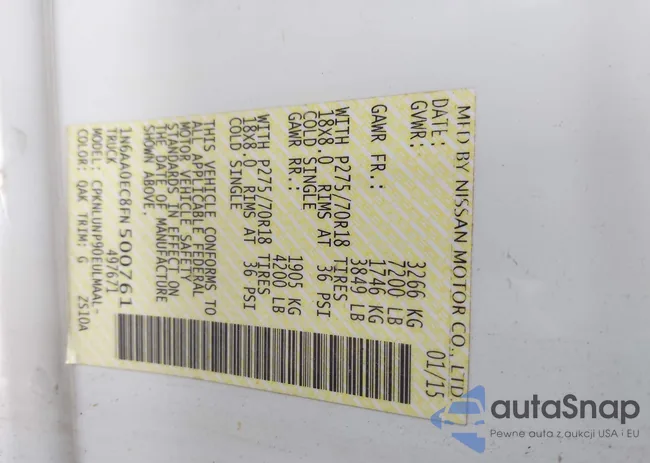 MFD BY NISSAN MOTOR CO., LTD.
DATE: 01/15
GVWR: 3266 KG
7200 LB
GAWR FR.: 1746 KG
3849 LB
WITH P275/70R18 TIRES
18X8.0 RIMS AT 36 PSI
COLD SINGLE
GAWR RR.: 1905 KG
4200 LB
WITH P275/70R18 TIRES
18X8.0 RIMS AT 36 PSI
COLD SINGLE
THIS VEHICLE CONFORMS TO
ALL APPLICABLE FEDERAL
MOTOR VEHICLE SAFETY
STANDARDS IN EFFECT ON
THE DATE OF MANUFACTURE
SHOWN ABOVE.
1N6AA0EC8FN500761
TRUCK 497671
MODEL: CPKNLUNP90EULMAAL-
COLOR: QAK TRIM: G ZS10A
autaSnap
Pewne auta z aukcji USA i EU